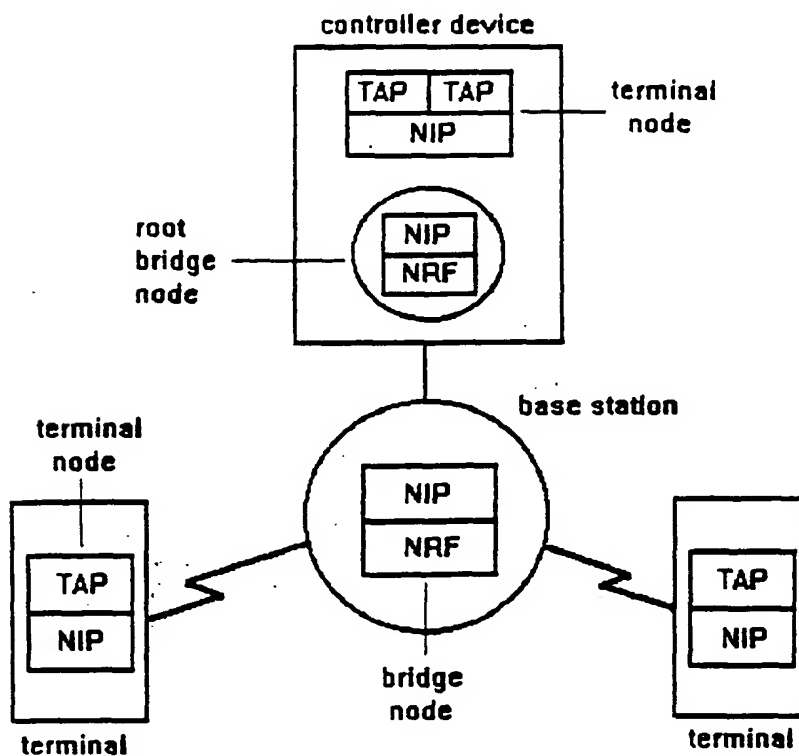 controller device
TAP TAP
NIP
terminal
node
root
bridge
node
NIP
NRF
base station
terminal
node
NIP
NRF
TAP
NIP
TAP
NIP
bridge
node
terminal
terminal